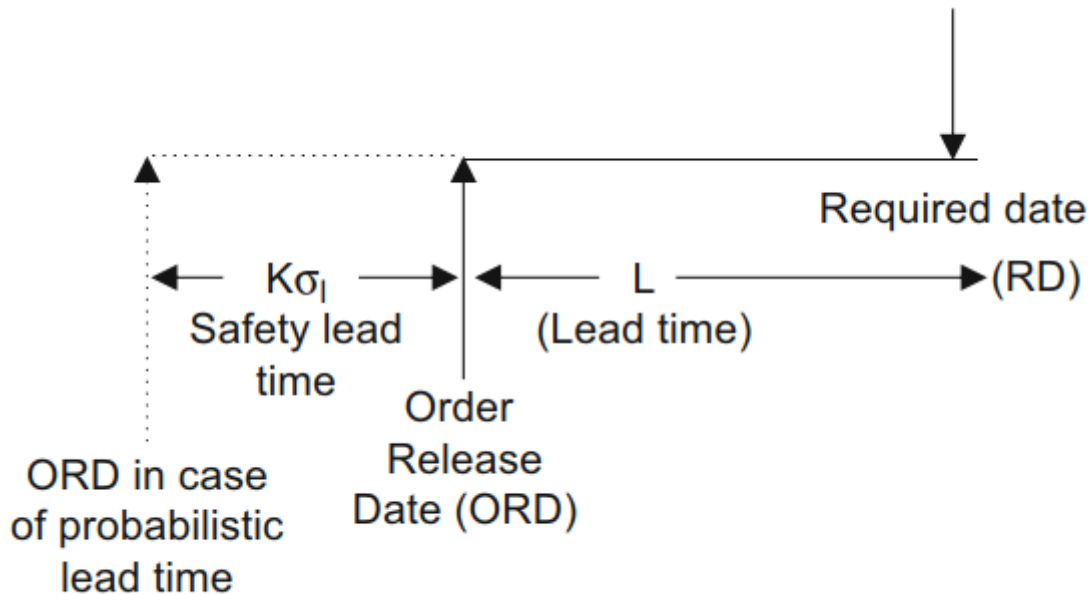 Required date
(RD)
Kσl
Safety lead
time
L
(Lead time)
Order
Release
Date (ORD)
ORD in case
of probabilistic
lead time